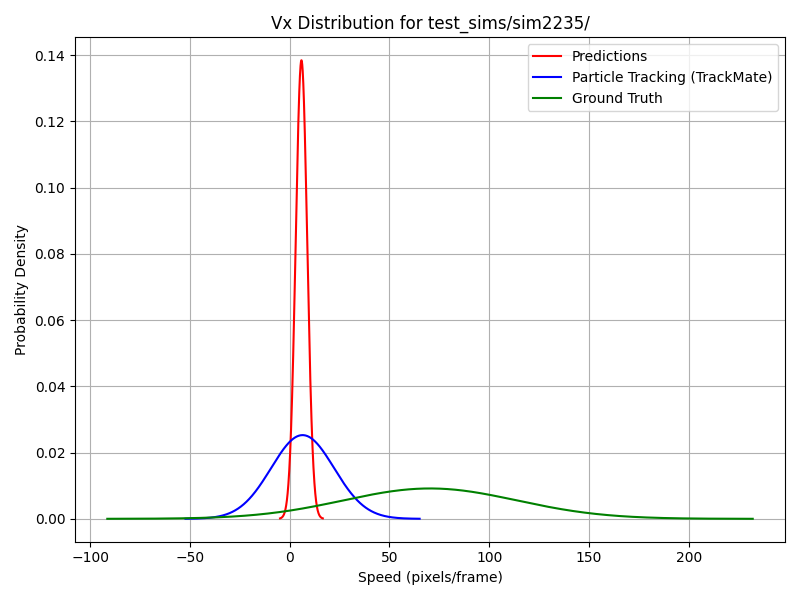 Vx Distribution for test_sims/sim2235/
Predictions
Particle Tracking (TrackMate)
Ground Truth
Probability Density
0.14
0.12
0.10
0.08
0.06
0.04
0.02
0.00
−100
−50
0
50
100
150
200
Speed (pixels/frame)